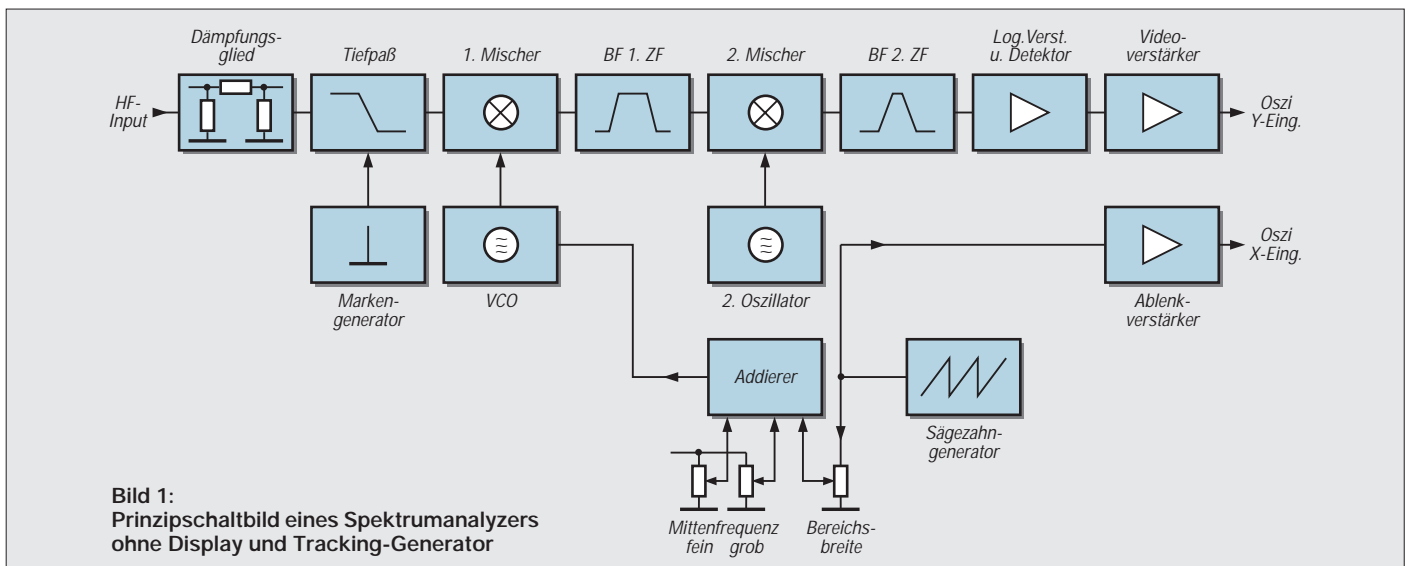 Dämpfungs-
glied
Tiefpaß
1. Mischer
BF 1. ZF
2. Mischer
BF 2. ZF
Log.Verst.
u. Detektor
Video-
verstärker
HF-
Input
Oszi
Y-Eing.
Marken-
generator
VCO
2. Oszillator
Oszi
X-Eing.
Ablenk-
verstärker
Addierer
Sägezahn-
generator
Mittenfrequenz
fein grob
Bereichs-
breite
Bild 1:
Prinzipschaltbild eines Spektrumanalyzers
ohne Display und Tracking-Generator